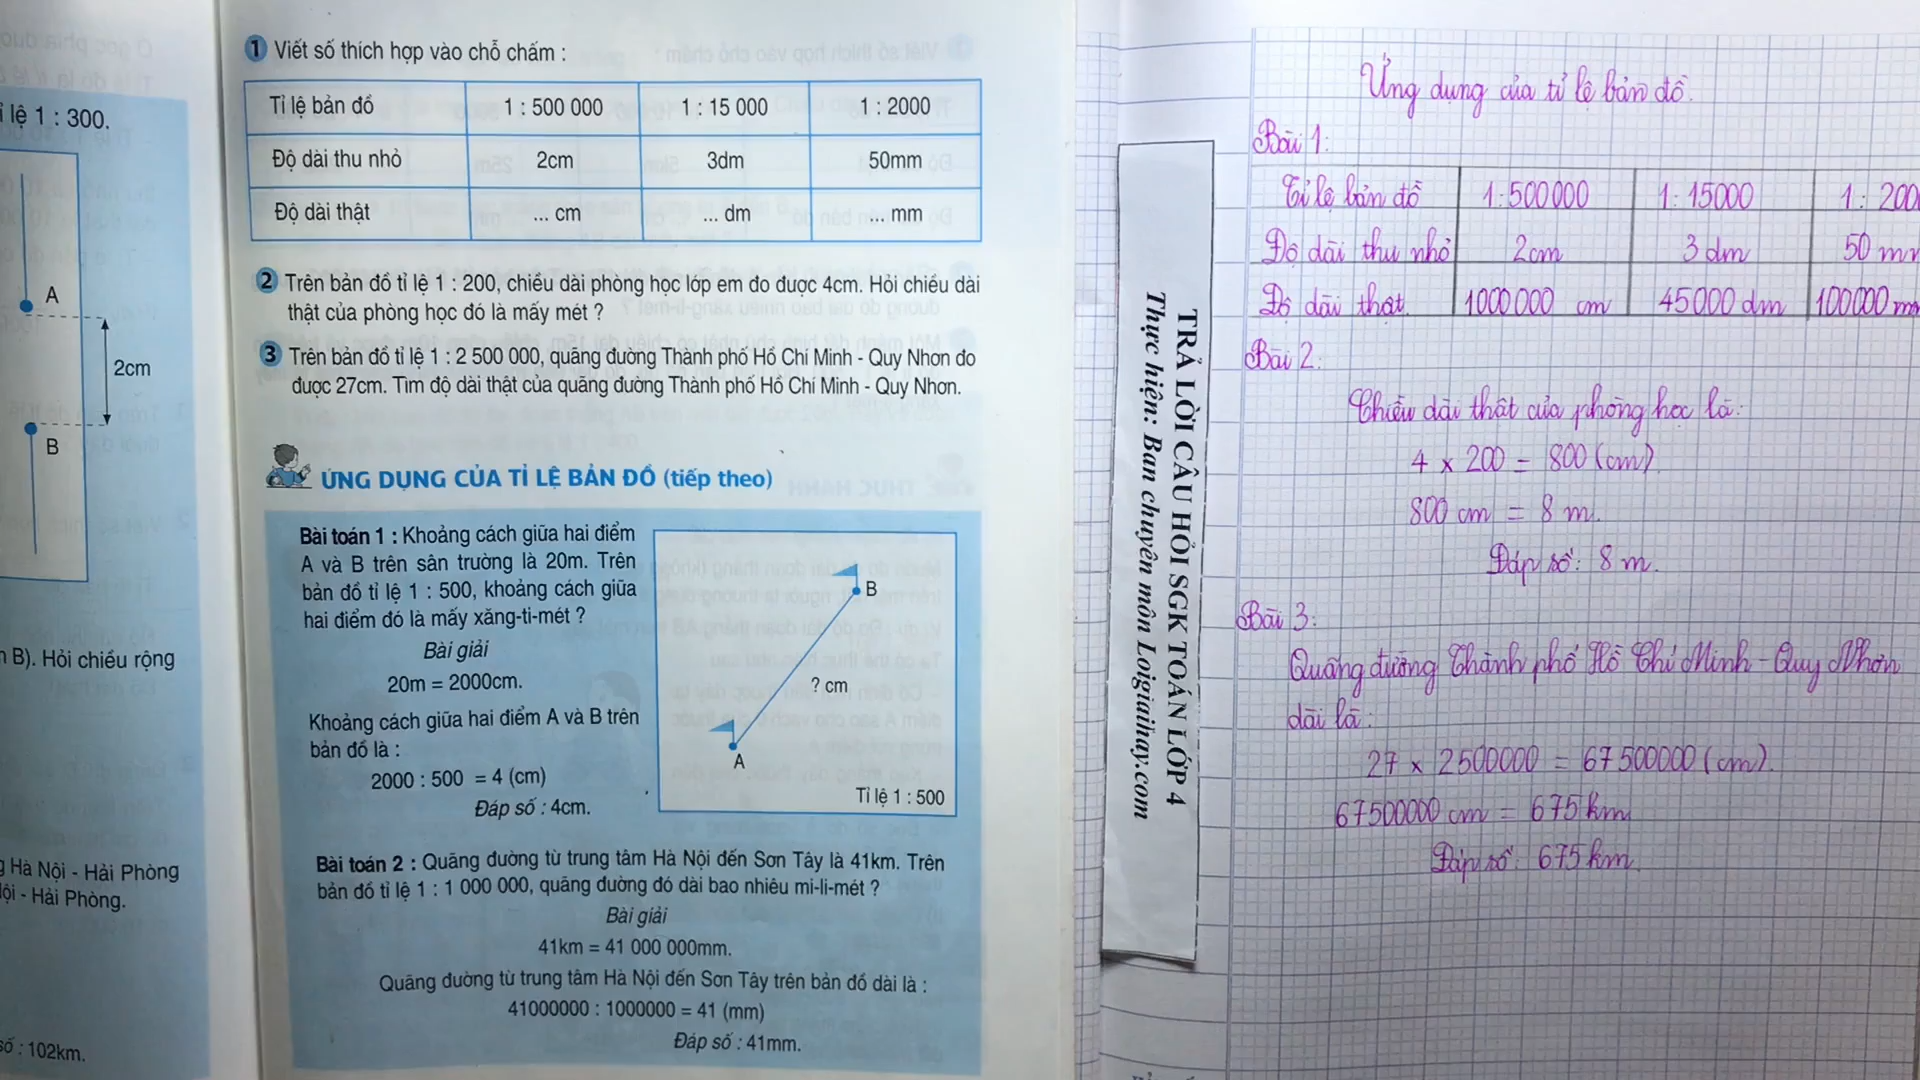 ỉ lệ 1 : 300.
A
2cm
B
n B). Hỏi chiều rộng
g Hà Nội - Hải Phòng
lội - Hải Phòng.
số : 102km.
1 Viết số thích hợp vào chỗ chấm :
Tỉ lệ bản đồ 1 : 500 000 1 : 15 000 1 : 2000
Độ dài thu nhỏ 2cm 3dm 50mm
Độ dài thật ... cm ... dm ... mm
2 Trên bản đồ tỉ lệ 1 : 200, chiều dài phòng học lớp em đo được 4cm. Hỏi chiều dài
thật của phòng học đó là mấy mét ?
3 Trên bản đồ tỉ lệ 1 : 2 500 000, quãng đường Thành phố Hồ Chí Minh - Quy Nhơn đo
được 27cm. Tìm độ dài thật của quãng đường Thành phố Hồ Chí Minh - Quy Nhơn.
ỨNG DỤNG CỦA TỈ LỆ BẢN ĐỒ (tiếp theo)
Bài toán 1 : Khoảng cách giữa hai điểm
A và B trên sân trường là 20m. Trên
bản đồ tỉ lệ 1 : 500, khoảng cách giữa
hai điểm đó là mấy xăng-ti-mét ?
Bài giải
20m = 2000cm.
Khoảng cách giữa hai điểm A và B trên
bản đồ là :
2000 : 500 = 4 (cm)
Đáp số : 4cm.
B
? cm
A
Tỉ lệ 1 : 500
Bài toán 2 : Quãng đường từ trung tâm Hà Nội đến Sơn Tây là 41km. Trên
bản đồ tỉ lệ 1 : 1 000 000, quãng đường đó dài bao nhiêu mi-li-mét ?
Bài giải
41km = 41 000 000mm.
Quãng đường từ trung tâm Hà Nội đến Sơn Tây trên bản đồ dài là :
41000000 : 1000000 = 41 (mm)
Đáp số : 41mm.
TRẢ LỜI CÂU HỎI SGK TOÁN LỚP 4
Thực hiện: Ban chuyên môn Loigiaihay.com
Ứng dụng của tỉ lệ bản đồ.
Bài 1:
Tỉ lệ bản đồ 1:500000 1:15000 1:200
Độ dài thu nhỏ 2cm 3dm 50 mm
Độ dài thật 1000000 cm 45000 dm 100000 mm
Bài 2:
Chiều dài thật của phòng học là:
4 x 200 = 800 (cm)
800 cm = 8 m.
Đáp số: 8 m.
Bài 3:
Quãng đường Thành phố Hồ Chí Minh - Quy Nhơn
dài là:
27 x 2500000 = 67500000 (cm).
67500000 cm = 675 km
Đáp số: 675 km.